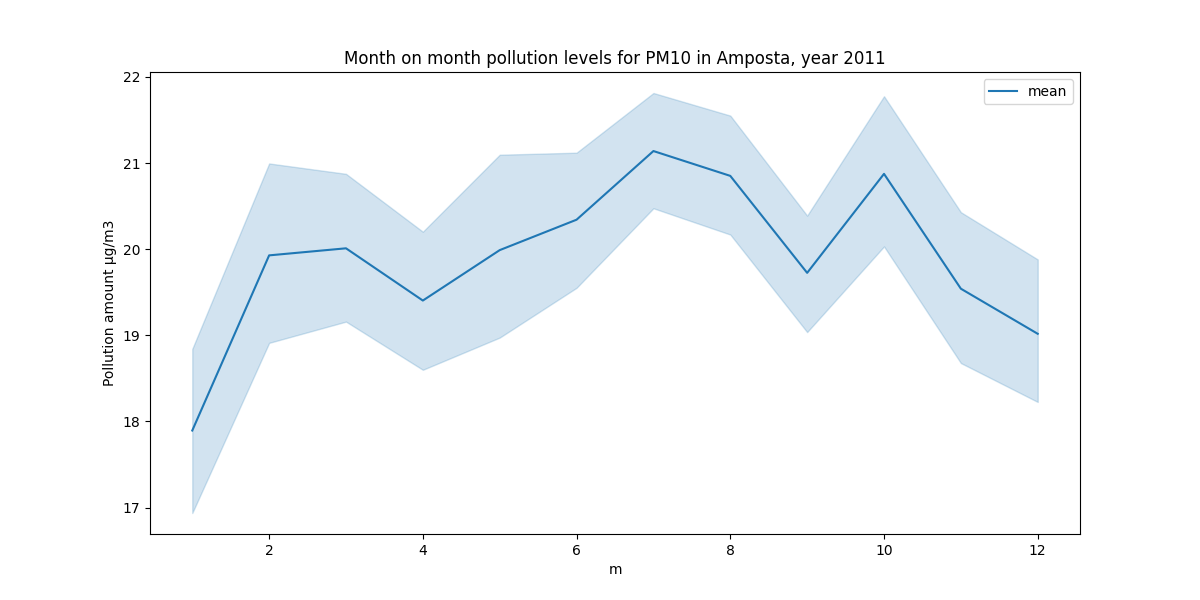 Month on month pollution levels for PM10 in Amposta, year 2011
mean
22
21
20
19
18
17
Pollution amount µg/m3
2 4 6 8 10 12
m